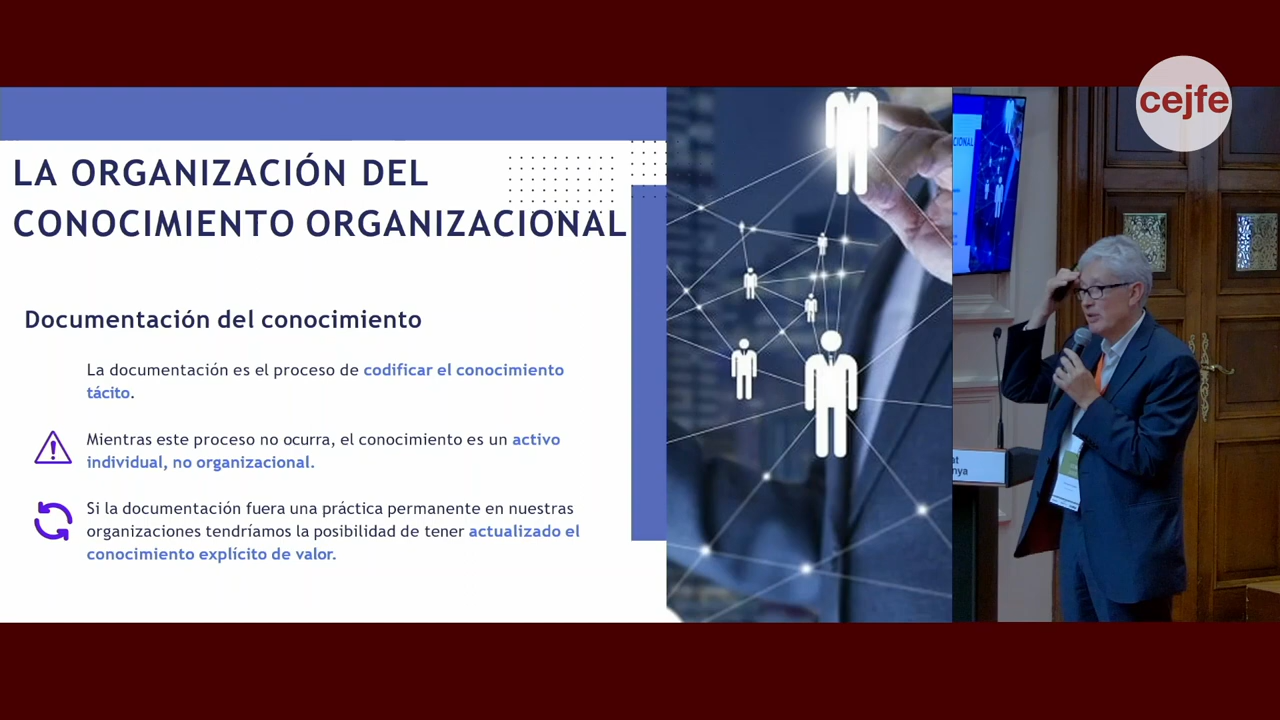 cejfe
LA ORGANIZACIÓN DEL
CONOCIMIENTO ORGANIZACIONAL
Documentación del conocimiento
La documentación es el proceso de codificar el conocimiento
tácito.
Mientras este proceso no ocurra, el conocimiento es un activo
individual, no organizacional.
Si la documentación fuera una práctica permanente en nuestras
organizaciones tendríamos la posibilidad de tener actualizado el
conocimiento explícito de valor.